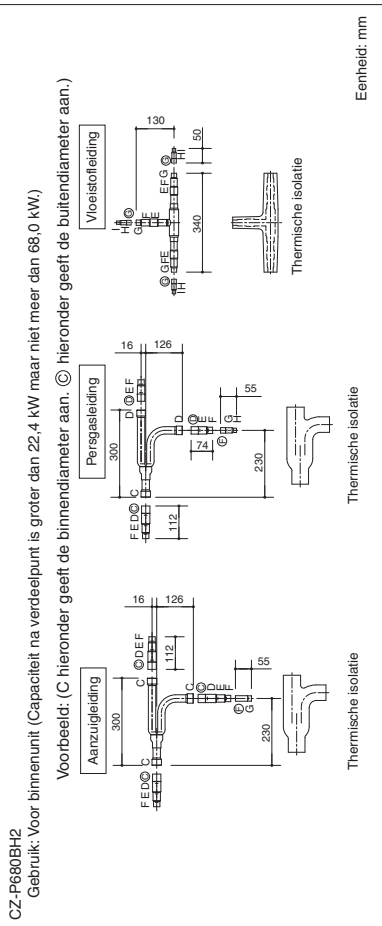 CZ-P680BH2
Gebruik: Voor binnenunit (Capaciteit na verdeelpunt is groter dan 22,4 kW maar niet meer dan 68,0 kW.)
Voorbeeld: (C hieronder geeft de binnendiameter aan. Ⓒ hieronder geeft de buitendiameter aan.)
Aanzuigleiding
300
16
126
C
F E D Ⓒ
C
Ⓒ D E F
112
C
Ⓒ
D
E
F
Ⓕ
G
55
230
Thermische isolatie
Persgasleiding
300
16
126
C
F E D Ⓒ
112
D
Ⓓ E F
D
Ⓓ
E
F
74
Ⓕ
G
H
55
230
Thermische isolatie
Vloeistofleiding
130
I
H
Ⓖ
G
F
E
G F E
E F G
Ⓖ
I H
Ⓖ
H I
50
340
Thermische isolatie
Eenheid: mm